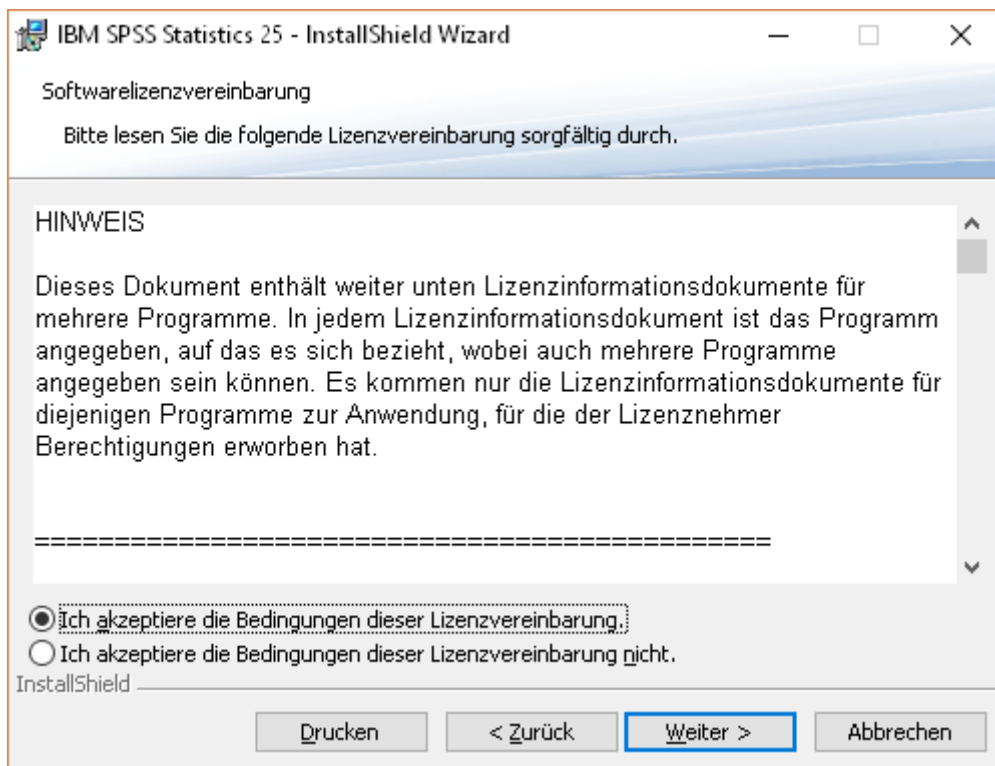 IBM SPSS Statistics 25 - InstallShield Wizard
Softwarelizenzvereinbarung
Bitte lesen Sie die folgende Lizenzvereinbarung sorgfältig durch.
HINWEIS
Dieses Dokument enthält weiter unten Lizenzinformationsdokumente für
mehrere Programme. In jedem Lizenzinformationsdokument ist das Programm
angegeben, auf das es sich bezieht, wobei auch mehrere Programme
angegeben sein können. Es kommen nur die Lizenzinformationsdokumente für
diejenigen Programme zur Anwendung, für die der Lizenznehmer
Berechtigungen erworben hat.
==============================================
Ich akzeptiere die Bedingungen dieser Lizenzvereinbarung.
Ich akzeptiere die Bedingungen dieser Lizenzvereinbarung nicht.
InstallShield
Drucken < Zurück Weiter > Abbrechen